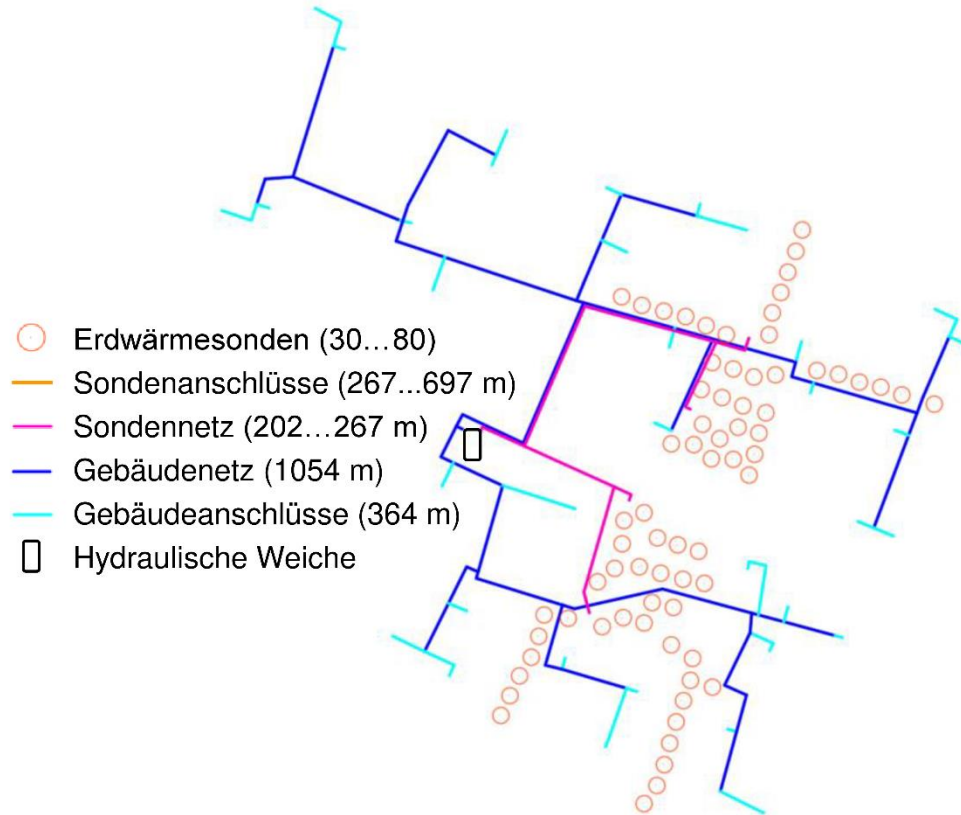 Erdwärmesonden (30…80)
Sondenanschlüsse (267...697 m)
Sondennetz (202…267 m)
Gebäudenetz (1054 m)
Gebäudeanschlüsse (364 m)
Hydraulische Weiche